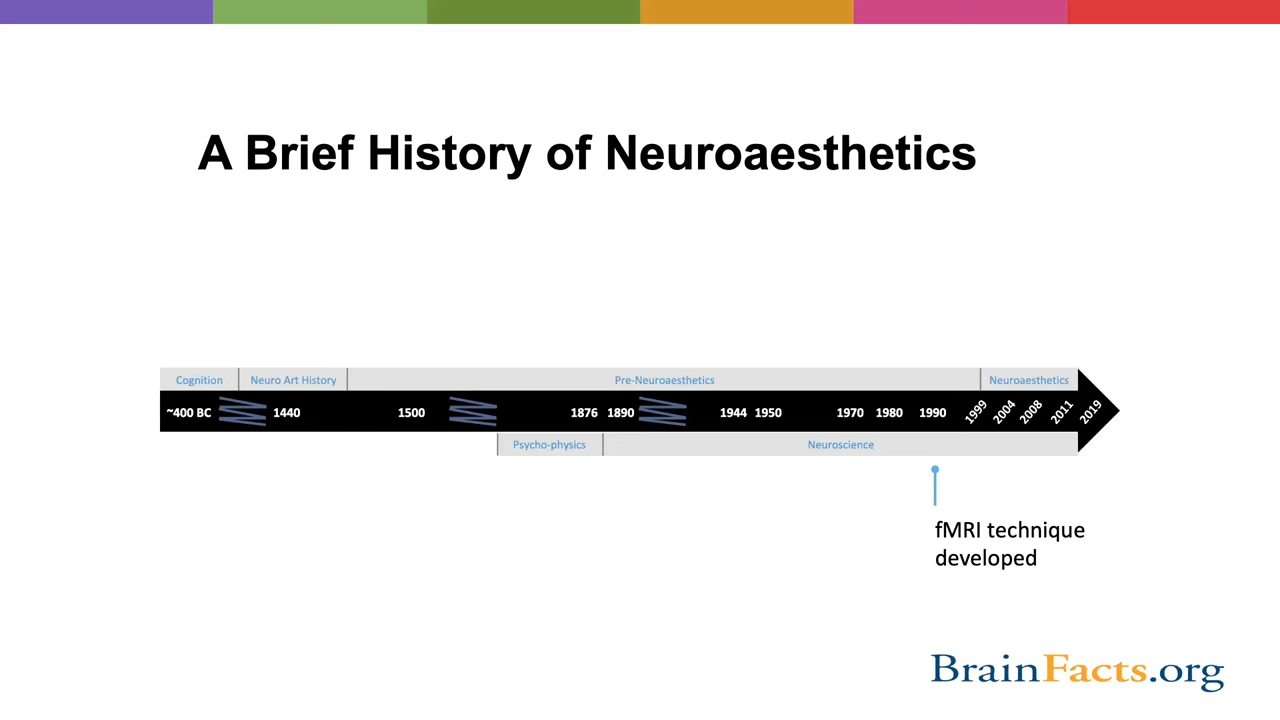 A Brief History of Neuroaesthetics
Cognition Neuro Art History Pre-Neuroaesthetics Neuroaesthetics
~400 BC 1440 1500 1876 1890 1944 1950 1970 1980 1990 1999 2004 2008 2011 2019
Psycho-physics Neuroscience
fMRI technique
developed
BrainFacts.org